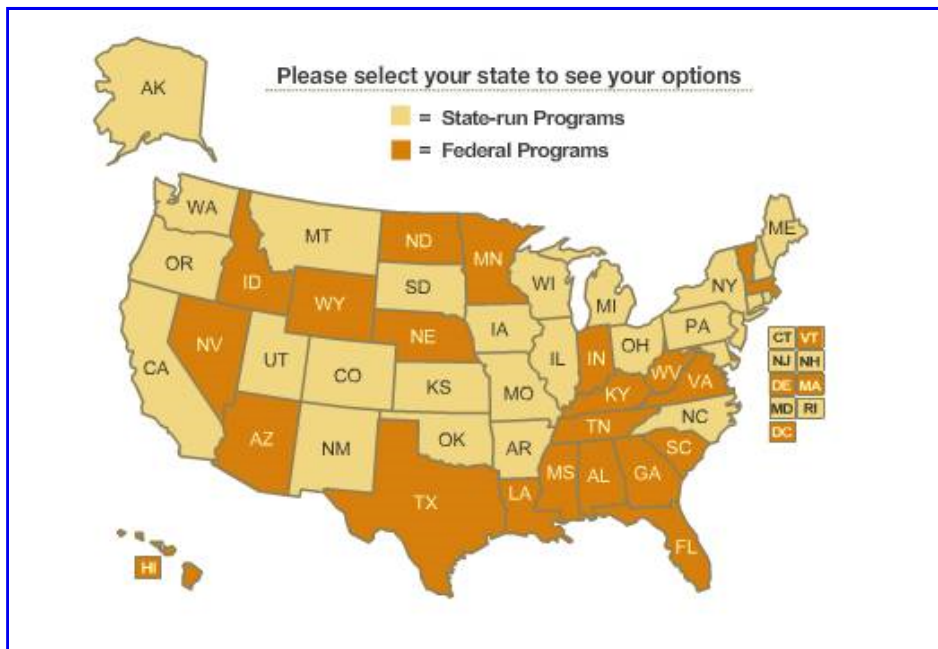 Please select your state to see your options
= State-run Programs
= Federal Programs
AK
WA
OR
CA
NV
ID
MT
WY
UT
AZ
CO
NM
ND
SD
NE
KS
OK
TX
MN
IA
MO
AR
LA
WI
IL
MI
IN
OH
KY
TN
MS
AL
GA
FL
SC
NC
VA
WV
PA
NY
ME
CT VT
NJ NH
DE MA
MD RI
DC
HI